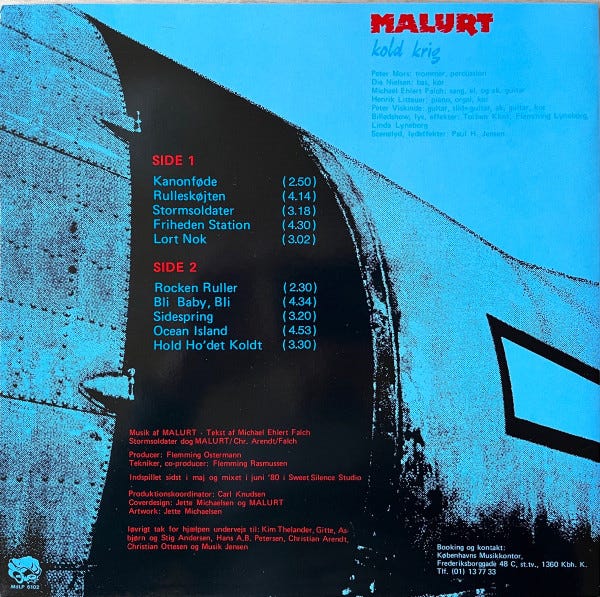 MALURT
kold krig
Peter Mors: trommer, percussion
Dia Nielsen: bas, kor
Michael Ehlert Falch: sang, el. og ak. guitar
Henrik Littauer: piano, orgel, kor
Peter Viskinde: guitar, slide-guitar, ak. guitar, kor
Billedshow, lys, effekter: Torben Klint, Flemming Lyneborg,
Linda Lyneborg
Scenelyd, lydeffekter: Paul H. Jensen
SIDE 1
Kanonføde (2.50)
Rulleskøjten (4.14)
Stormsoldater (3.18)
Friheden Station (4.30)
Lort Nok (3.02)
SIDE 2
Rocken Ruller (2.30)
Bli Baby, Bli (4.34)
Sidespring (3.20)
Ocean Island (4.53)
Hold Ho'det Koldt (3.30)
Musik af MALURT - Tekst af Michael Ehlert Falch
Stormsoldater dog MALURT/Chr. Arendt/Falch
Producer: Flemming Ostermann
Tekniker, co-producer: Flemming Rasmussen
Indspillet sidst i maj og mixet i juni '80 i Sweet Silence Studio
Produktionskoordinator: Carl Knudsen
Coverdesign: Jette Michaelsen og MALURT
Artwork: Jette Michaelsen
Iøvrigt tak for hjælpen undervejs til: Kim Thelander, Gitte, As-
bjørn og Stig Andersen, Hans A.B. Petersen, Christian Arendt,
Christian Ottesen og Musik Jensen
Booking og kontakt:
Københavns Musikkontor,
Frederiksborggade 48 C, st.tv., 1360 Kbh. K.
Tlf. (01) 13 77 33
MdLP 6102